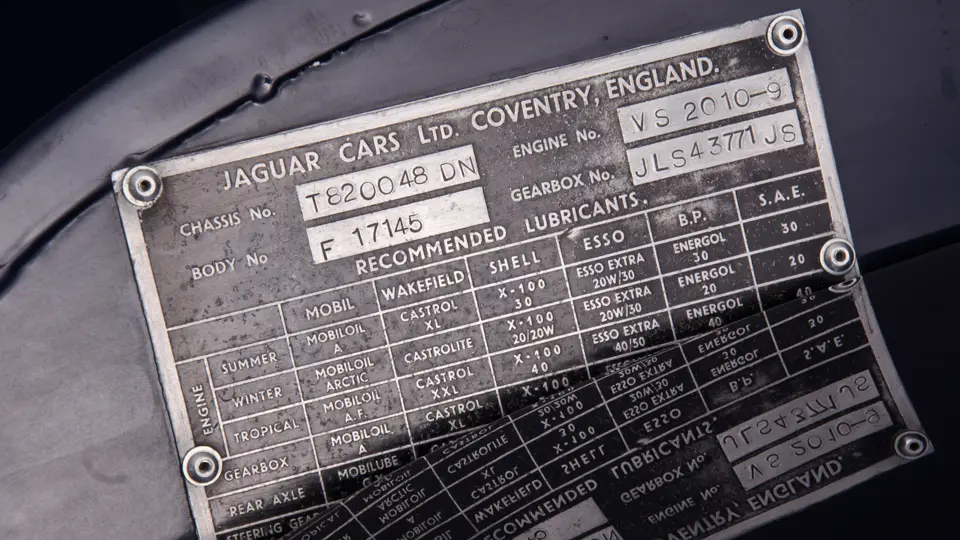 JAGUAR CARS LTD. COVENTRY, ENGLAND.
CHASSIS No. T820048 DN ENGINE No. VS 2010-9
BODY No F 17145 GEARBOX No. JLS43771JS
RECOMMENDED LUBRICANTS.
MOBIL WAKEFIELD SHELL ESSO B.P. S.A.E.
ENGINE
SUMMER MOBILOIL A CASTROL XL X-100 30 ESSO EXTRA 20W/30 ENERGOL 30 30
WINTER MOBILOIL ARCTIC CASTROLITE X-100 20/20W ESSO EXTRA 20W/30 ENERGOL 20 20
TROPICAL MOBILOIL A.F. CASTROL XXL X-100 40 ESSO EXTRA 40/50 ENERGOL 40 40
GEARBOX MOBILOIL A CASTROL XL X-100
REAR AXLE MOBILUBE
STEERING GEAR